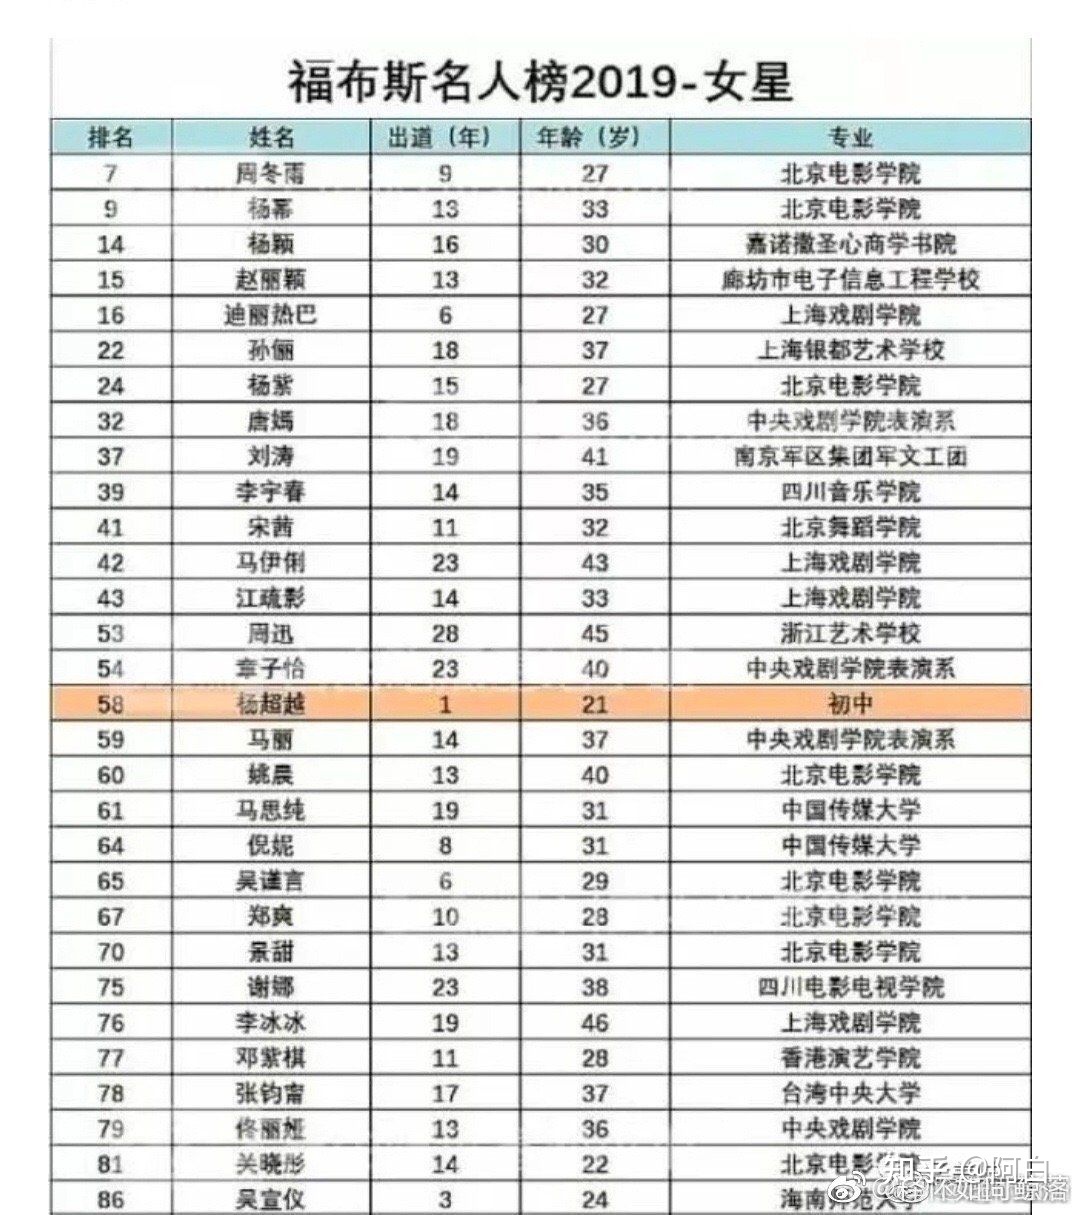 福布斯名人榜2019-女星
排名 姓名 出道（年） 年龄（岁） 专业
7 周冬雨 9 27 北京电影学院
9 杨幂 13 33 北京电影学院
14 杨颖 16 30 嘉诺撒圣心商学书院
15 赵丽颖 13 32 廊坊市电子信息工程学校
16 迪丽热巴 6 27 上海戏剧学院
22 孙俪 18 37 上海银都艺术学校
24 杨紫 15 27 北京电影学院
32 唐嫣 18 36 中央戏剧学院表演系
37 刘涛 19 41 南京军区集团军文工团
39 李宇春 14 35 四川音乐学院
41 宋茜 11 32 北京舞蹈学院
42 马伊俐 23 43 上海戏剧学院
43 江疏影 14 33 上海戏剧学院
53 周迅 28 45 浙江艺术学校
54 章子怡 23 40 中央戏剧学院表演系
58 杨超越 1 21 初中
59 马丽 14 37 中央戏剧学院表演系
60 姚晨 13 40 北京电影学院
61 马思纯 19 31 中国传媒大学
64 倪妮 8 31 中国传媒大学
65 吴谨言 6 29 北京电影学院
67 郑爽 10 28 北京电影学院
70 景甜 13 31 北京电影学院
75 谢娜 23 38 四川电影电视学院
76 李冰冰 19 46 上海戏剧学院
77 邓紫棋 11 28 香港演艺学院
78 张钧甯 17 37 台湾中央大学
79 佟丽娅 13 36 中央戏剧学院
81 关晓彤 14 22 北京电影学院
知乎 @阿白
86 吴宣仪 3 24 海南师范大学